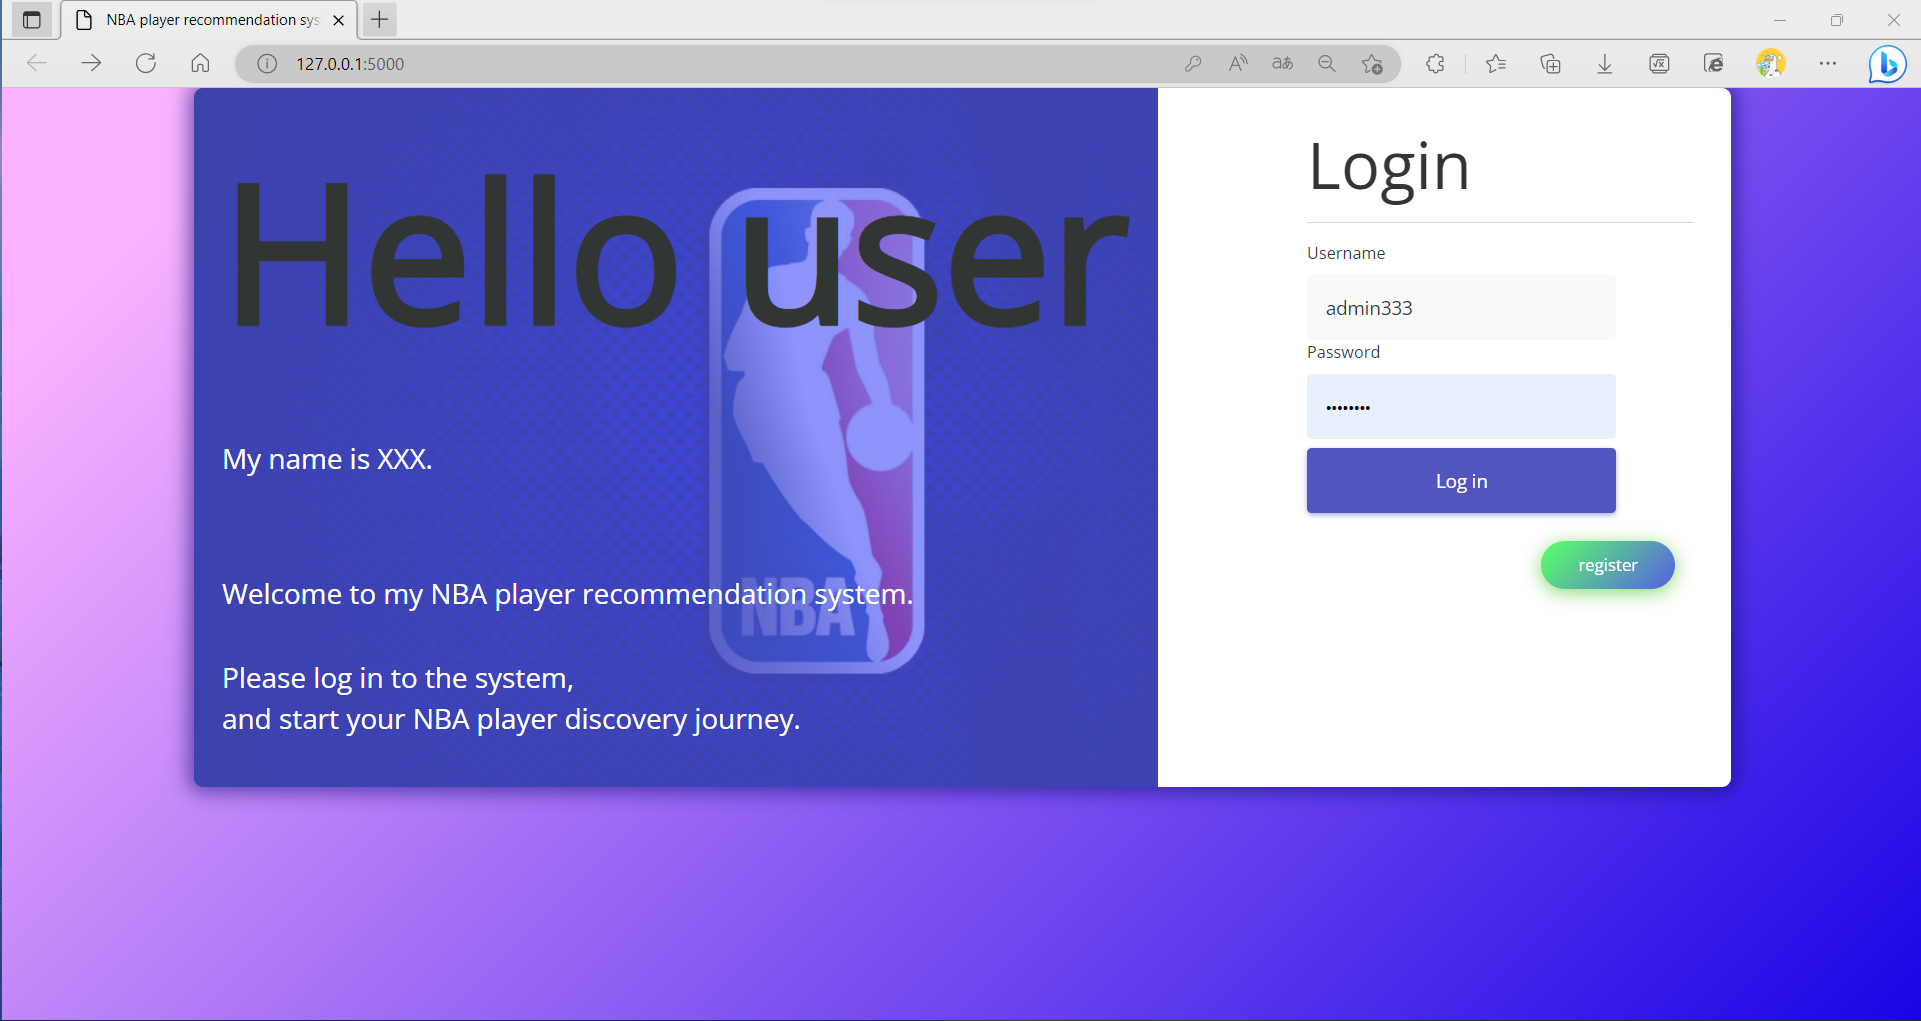 NBA player recommendation sys
127.0.0.1:5000
Hello user
My name is XXX.
Welcome to my NBA player recommendation system.
Please log in to the system,
and start your NBA player discovery journey.
NBA
Login
Username
admin333
Password
••••••••
Log in
register